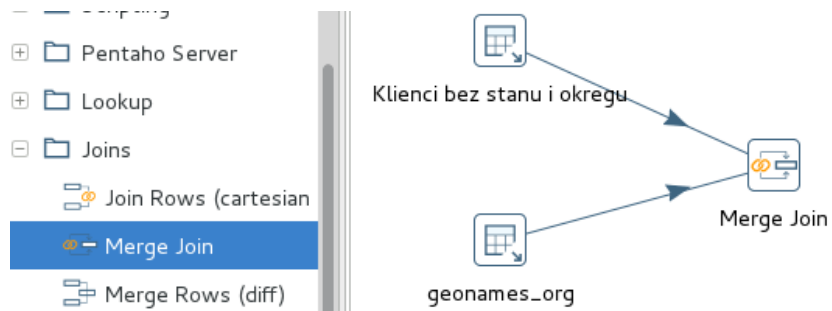 Pentaho Server
Lookup
Joins
Join Rows (cartesian
Merge Join
Merge Rows (diff)
Klienci bez stanu i okregu
Merge Join
geonames_org